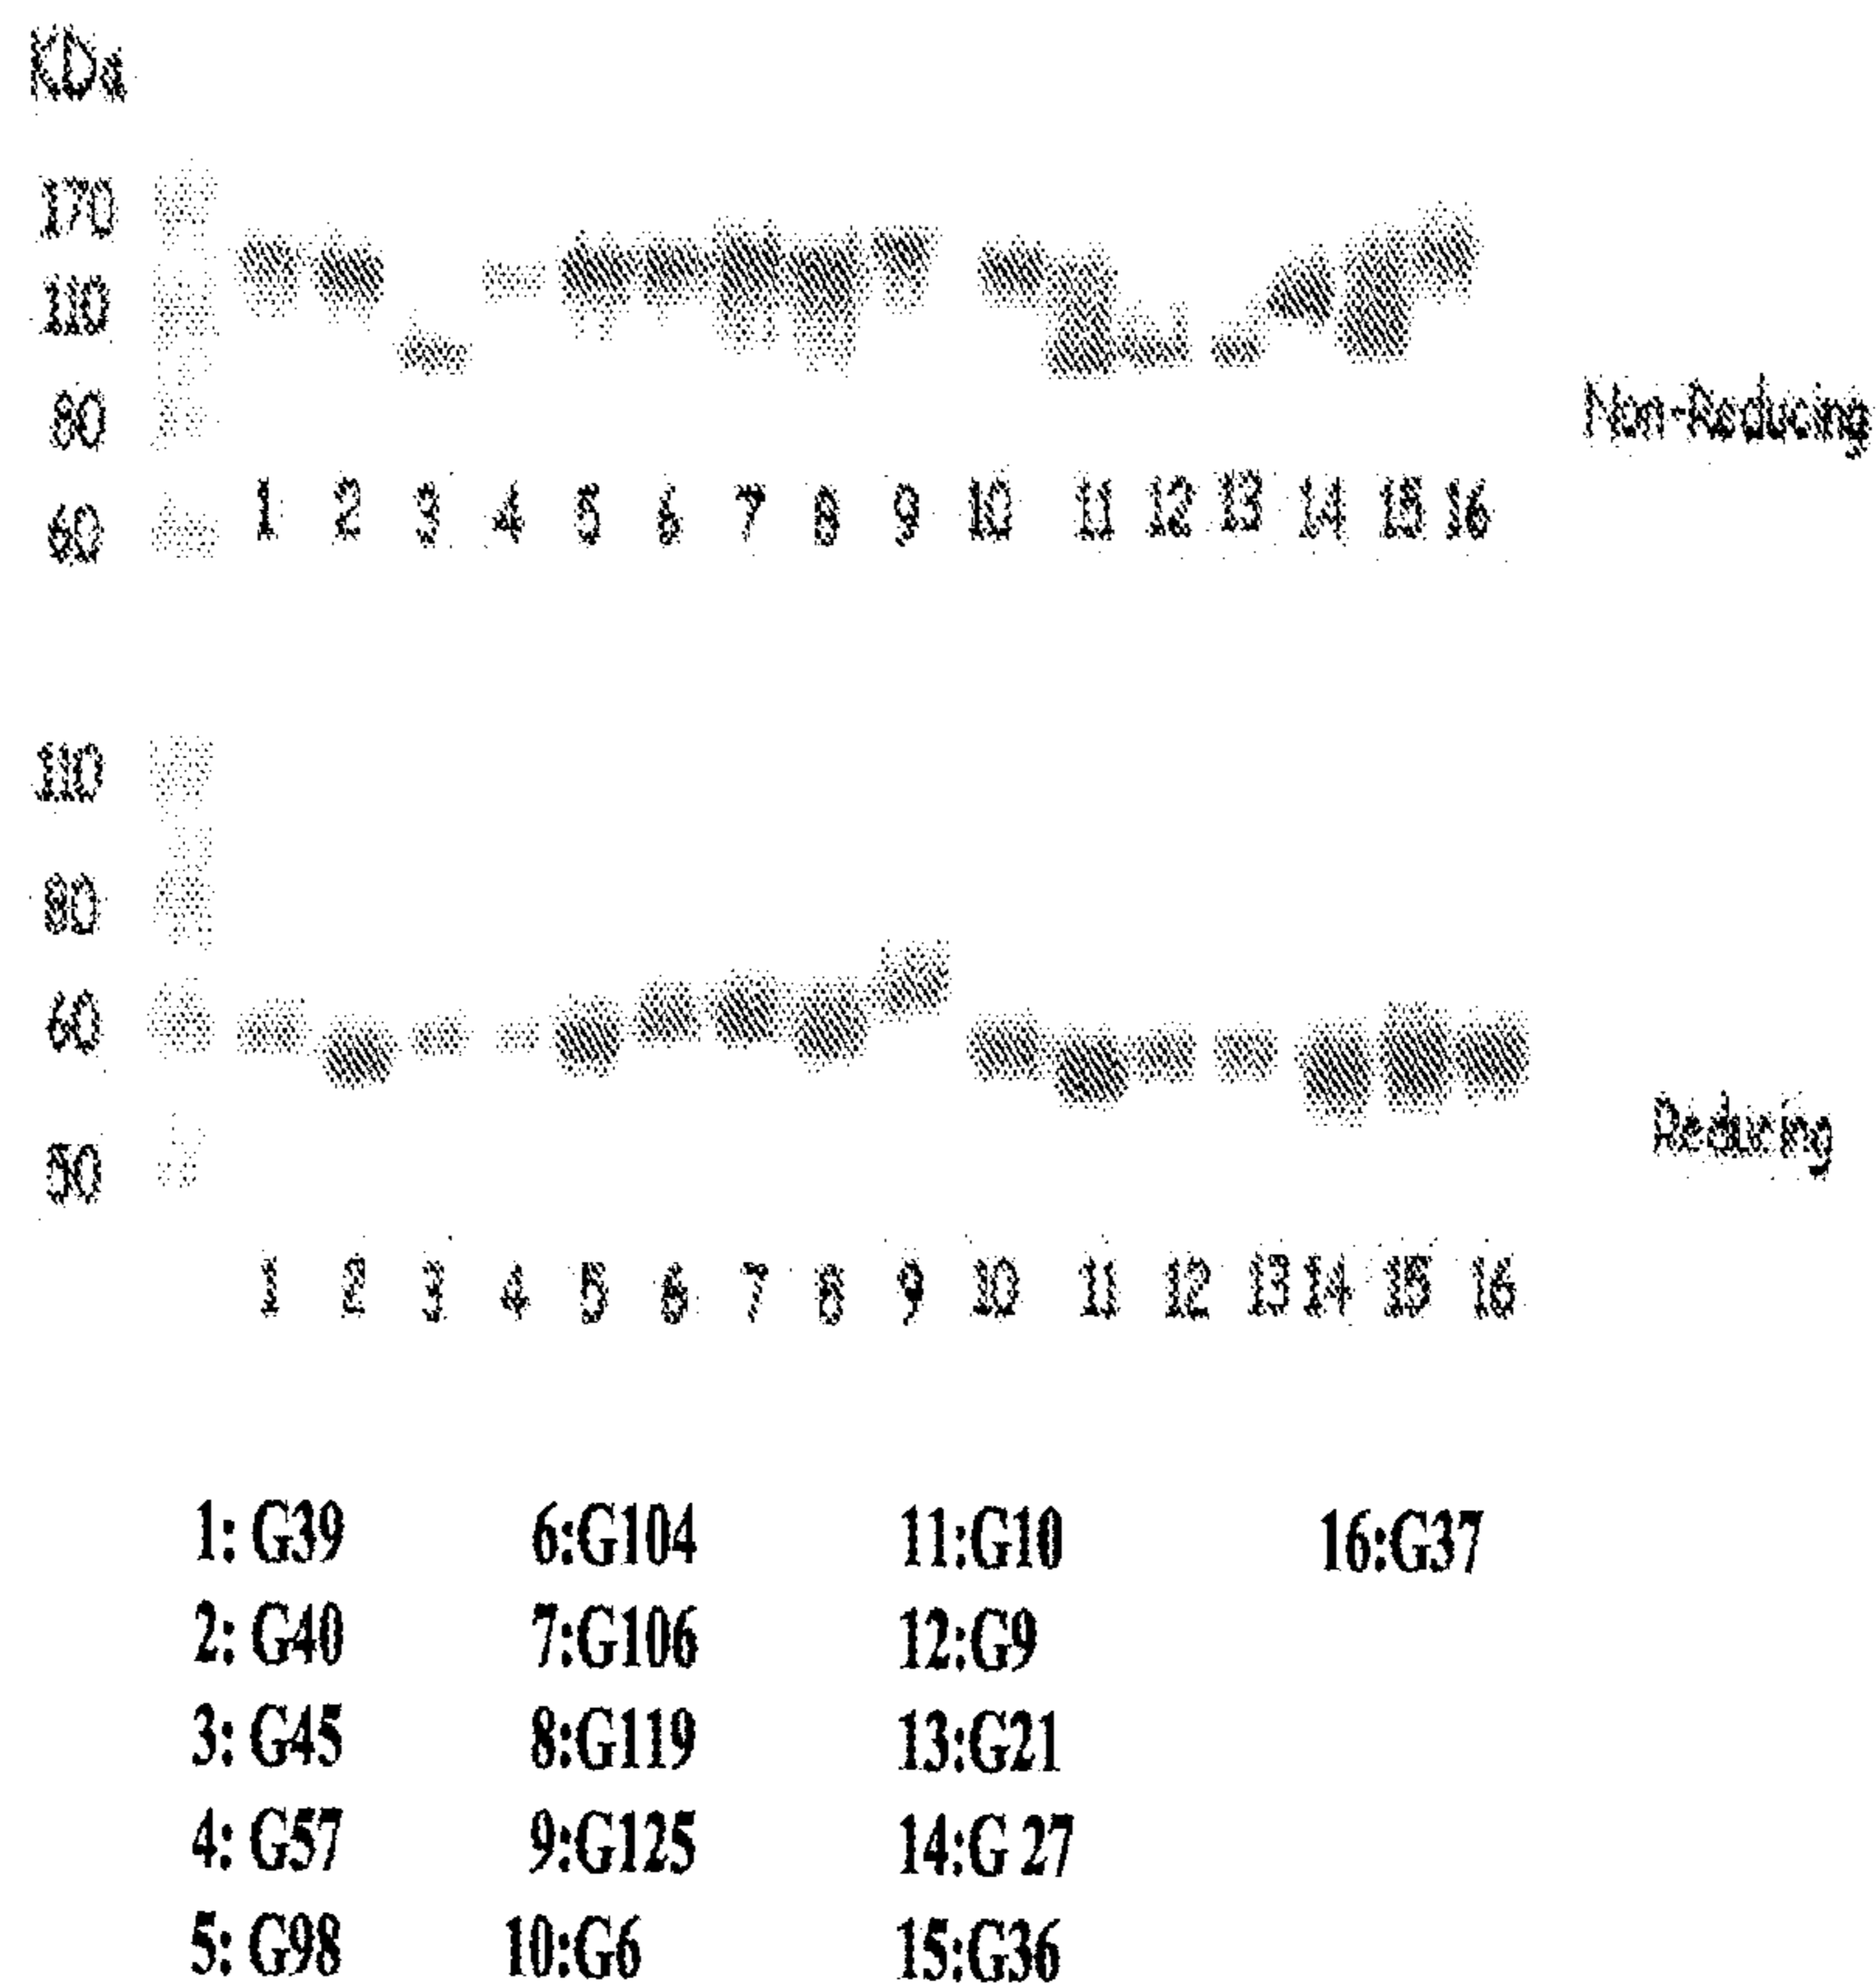 KDa
170
110
80
60
1 2 3 4 5 6 7 8 9 10 11 12 13 14 15 16
Non-Reducing
110
80
60
50
Reducing
1 2 3 4 5 6 7 8 9 10 11 12 13 14 15 16
1: G39 6:G104 11:G10 16:G37
2: G40 7:G106 12:G9
3: G45 8:G119 13:G21
4: G57 9:G125 14:G 27
5: G98 10:G6 15:G36